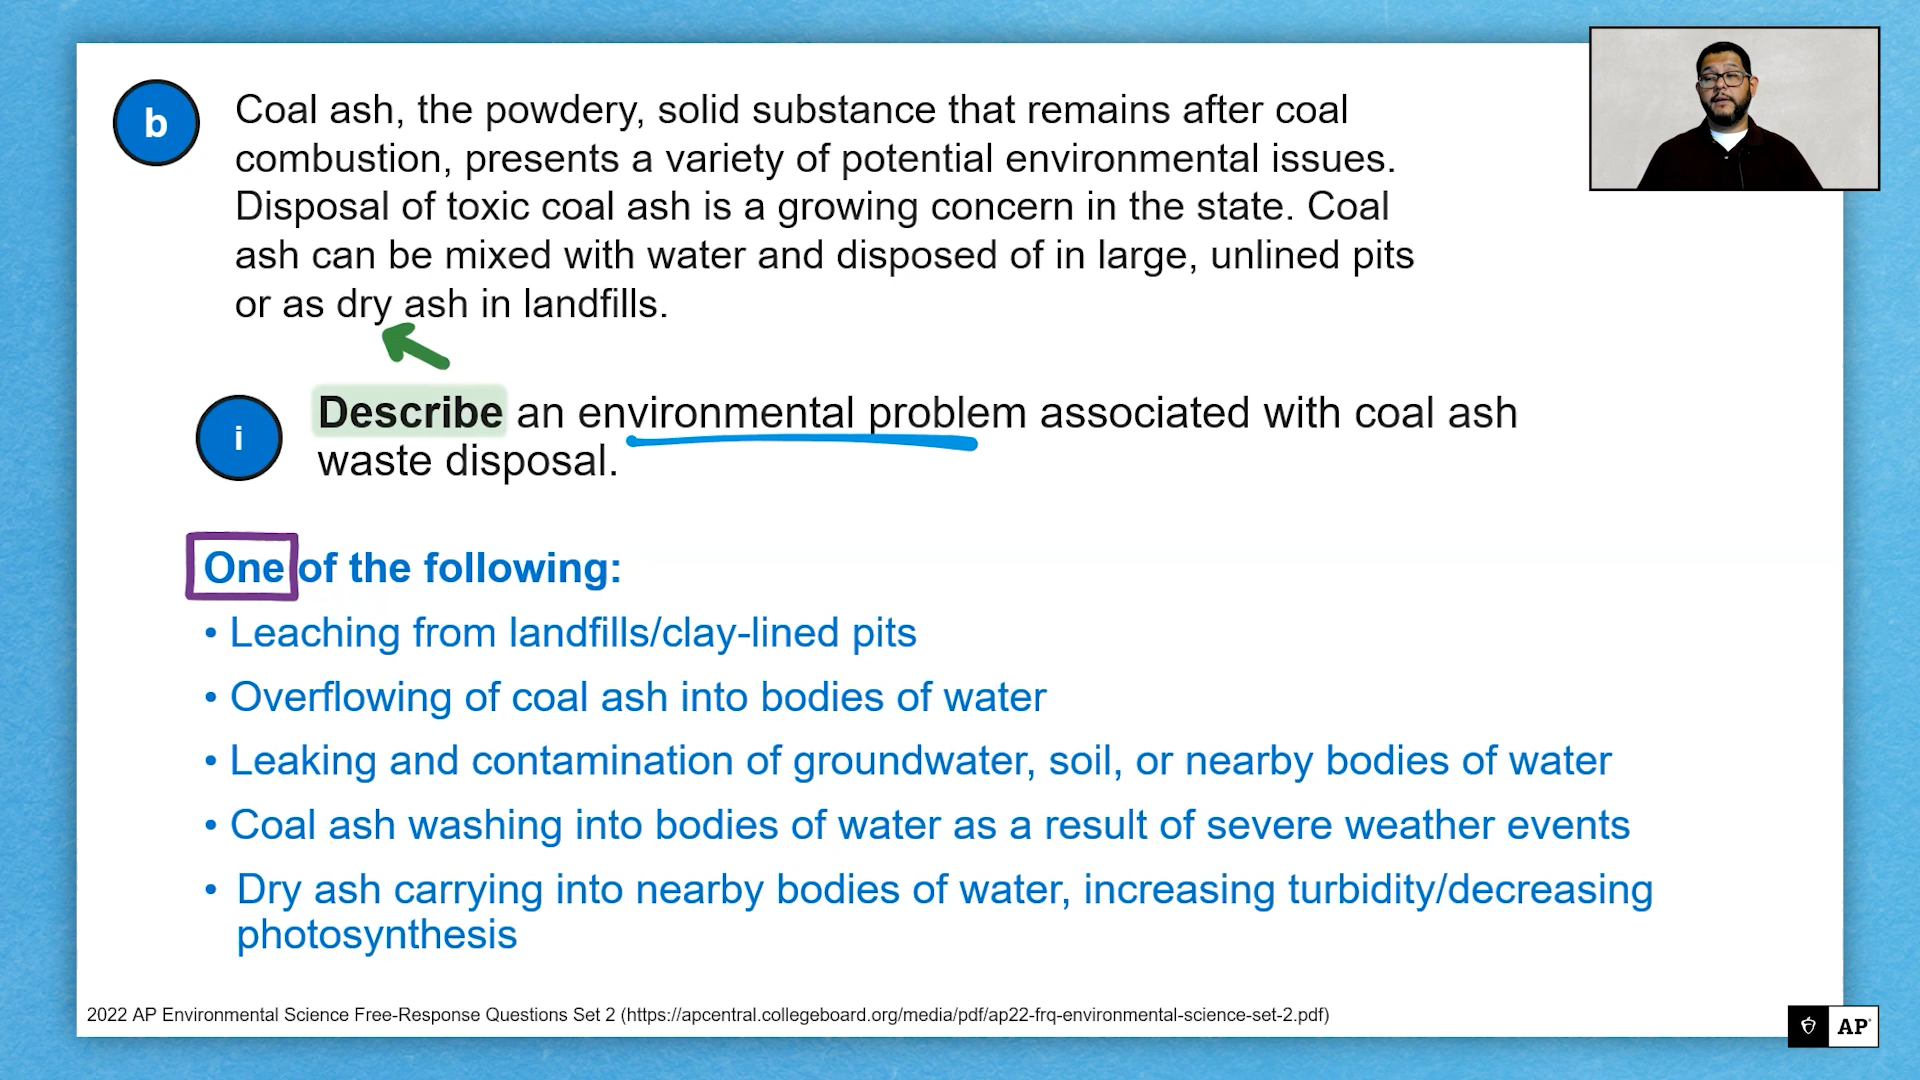 b
Coal ash, the powdery, solid substance that remains after coal
combustion, presents a variety of potential environmental issues.
Disposal of toxic coal ash is a growing concern in the state. Coal
ash can be mixed with water and disposed of in large, unlined pits
or as dry ash in landfills.
i
Describe an environmental problem associated with coal ash
waste disposal.
One of the following:
• Leaching from landfills/clay-lined pits
• Overflowing of coal ash into bodies of water
• Leaking and contamination of groundwater, soil, or nearby bodies of water
• Coal ash washing into bodies of water as a result of severe weather events
• Dry ash carrying into nearby bodies of water, increasing turbidity/decreasing
photosynthesis
2022 AP Environmental Science Free-Response Questions Set 2 (https://apcentral.collegeboard.org/media/pdf/ap22-frq-environmental-science-set-2.pdf)
AP